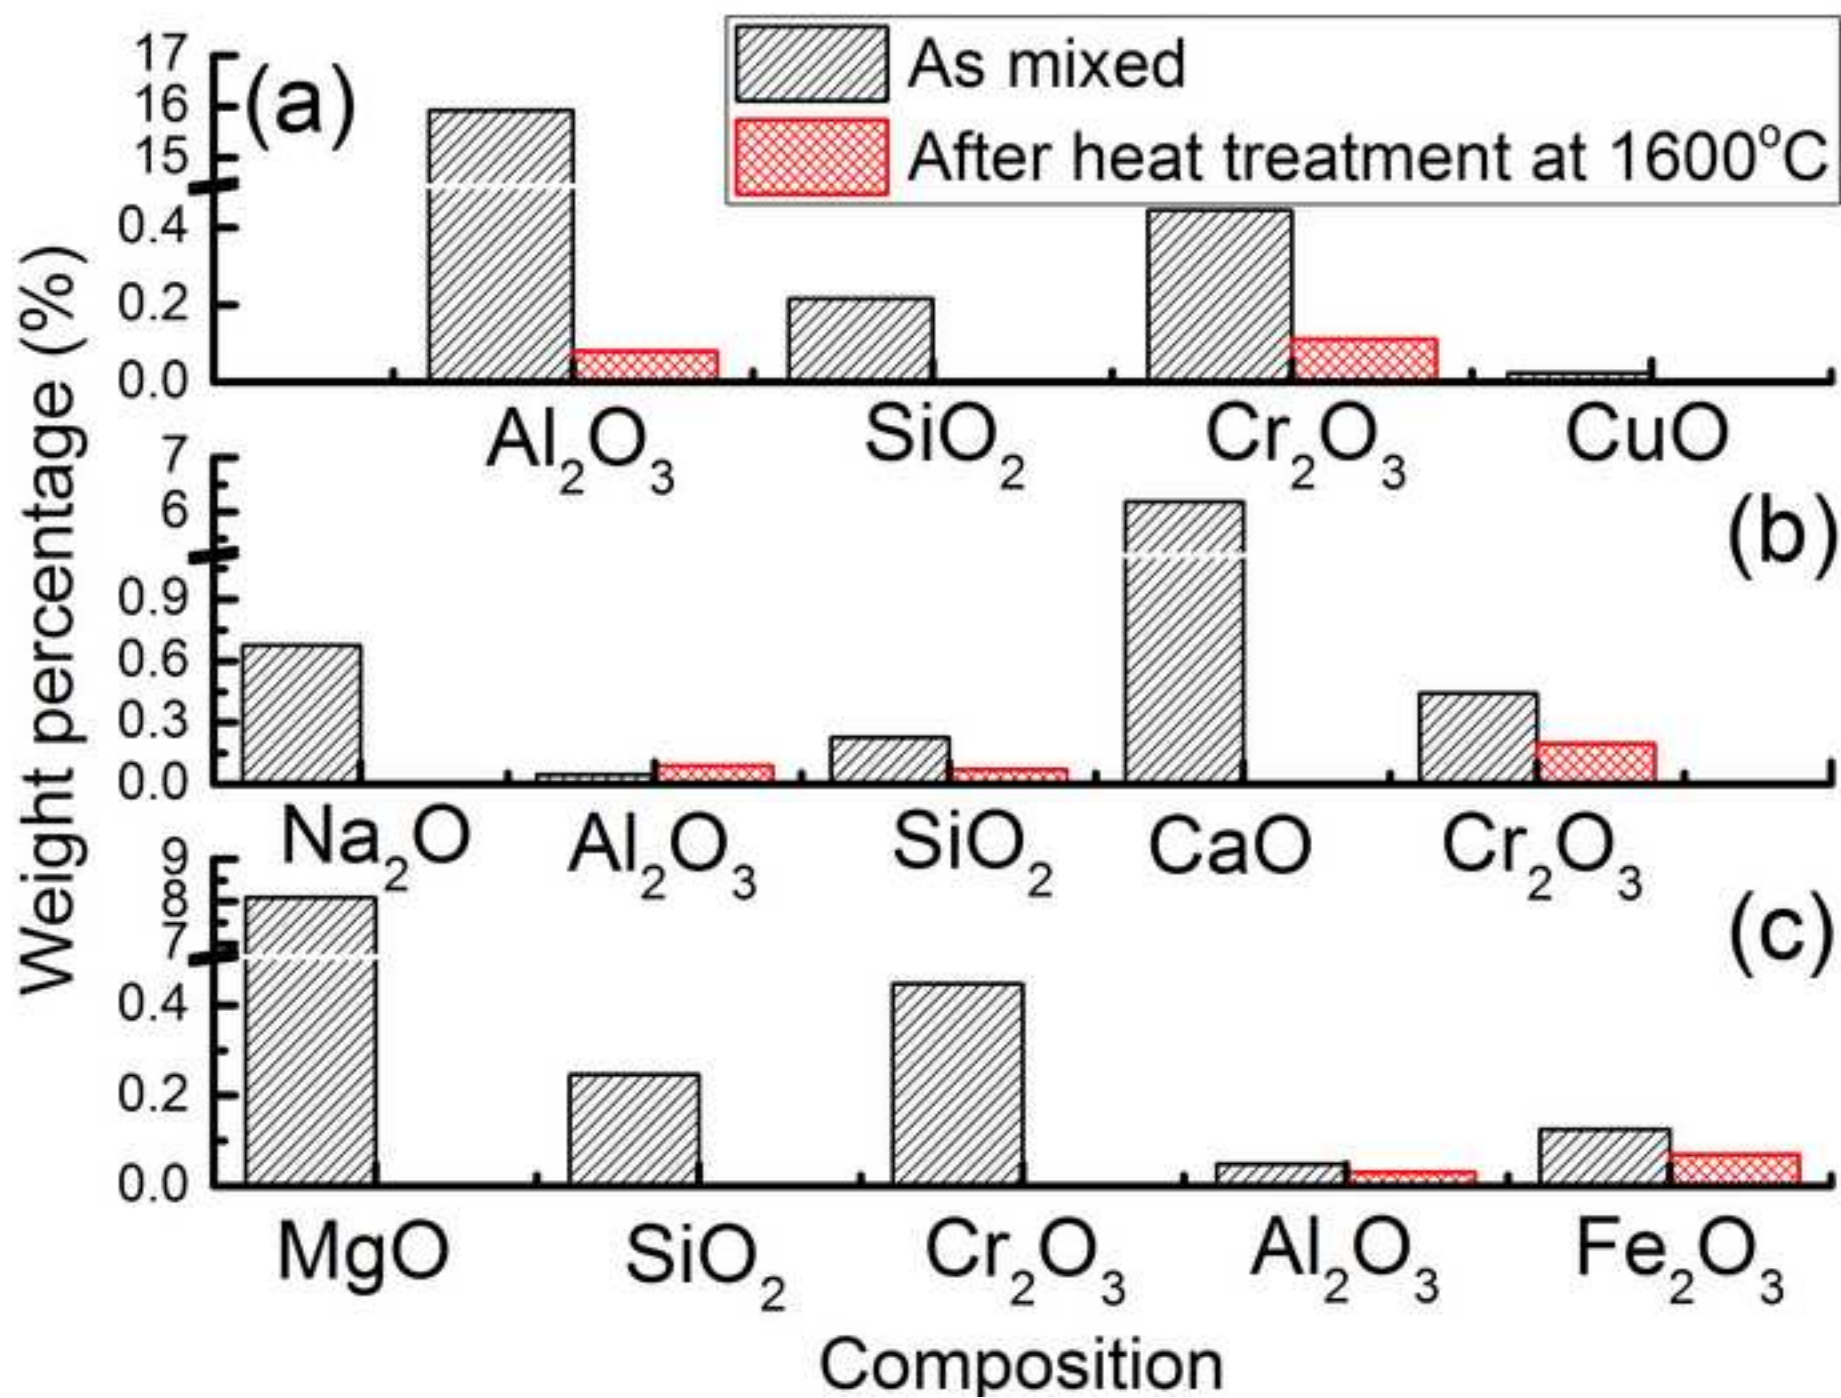 As mixed
After heat treatment at 1600°C
(a)
17
16
15
0.4
0.2
0.0
Al₂O₃ SiO₂ Cr₂O₃ CuO
(b)
7
6
0.9
0.6
0.3
0.0
Na₂O Al₂O₃ SiO₂ CaO Cr₂O₃
(c)
9
8
7
0.4
0.2
0.0
MgO SiO₂ Cr₂O₃ Al₂O₃ Fe₂O₃
Weight percentage (%)
Composition